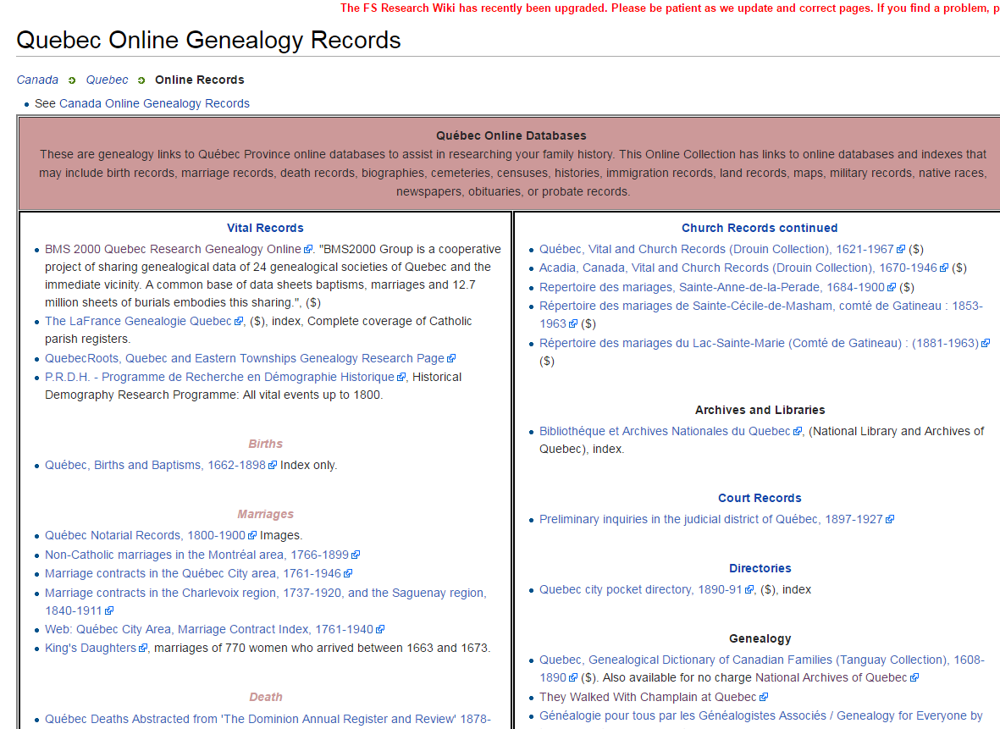 The FS Research Wiki has recently been upgraded. Please be patient as we update and correct pages. If you find a problem, p
Quebec Online Genealogy Records
Canada Quebec Online Records
See Canada Online Genealogy Records
Québec Online Databases
These are genealogy links to Québec Province online databases to assist in researching your family history. This Online Collection has links to online databases and indexes that
may include birth records, marriage records, death records, biographies, cemeteries, censuses, histories, immigration records, land records, maps, military records, native races,
newspapers, obituaries, or probate records.
Vital Records
BMS 2000 Quebec Research Genealogy Online. "BMS2000 Group is a cooperative
project of sharing genealogical data of 24 genealogical societies of Quebec and the
immediate vicinity. A common base of data sheets baptisms, marriages and 12.7
million sheets of burials embodies this sharing.", ($)
The LaFrance Genealogie Quebec, ($), index, Complete coverage of Catholic
parish registers.
QuebecRoots, Quebec and Eastern Townships Genealogy Research Page
P.R.D.H. - Programme de Recherche en Démographie Historique, Historical
Demography Research Programme: All vital events up to 1800.
Births
Québec, Births and Baptisms, 1662-1898 Index only.
Marriages
Québec Notarial Records, 1800-1900 Images.
Non-Catholic marriages in the Montréal area, 1766-1899
Marriage contracts in the Québec City area, 1761-1946
Marriage contracts in the Charlevoix region, 1737-1920, and the Saguenay region,
1840-1911
Web: Québec City Area, Marriage Contract Index, 1761-1940
King's Daughters, marriages of 770 women who arrived between 1663 and 1673.
Death
Québec Deaths Abstracted from 'The Dominion Annual Register and Review' 1878-
Church Records continued
Québec, Vital and Church Records (Drouin Collection), 1621-1967 ($)
Acadia, Canada, Vital and Church Records (Drouin Collection), 1670-1946 ($)
Repertoire des mariages, Sainte-Anne-de-la-Perade, 1684-1900 ($)
Répertoire des mariages de Sainte-Cécile-de-Masham, comté de Gatineau : 1853-
1963 ($)
Répertoire des mariages du Lac-Sainte-Marie (Comté de Gatineau) : (1881-1963)
($)
Archives and Libraries
Bibliothéque et Archives Nationales du Quebec, (National Library and Archives of
Quebec), index.
Court Records
Preliminary inquiries in the judicial district of Québec, 1897-1927
Directories
Quebec city pocket directory, 1890-91, ($), index
Genealogy
Quebec, Genealogical Dictionary of Canadian Families (Tanguay Collection), 1608-
1890 ($). Also available for no charge National Archives of Quebec
They Walked With Champlain at Quebec
Généalogie pour tous par les Généalogistes Associés / Genealogy for Everyone by